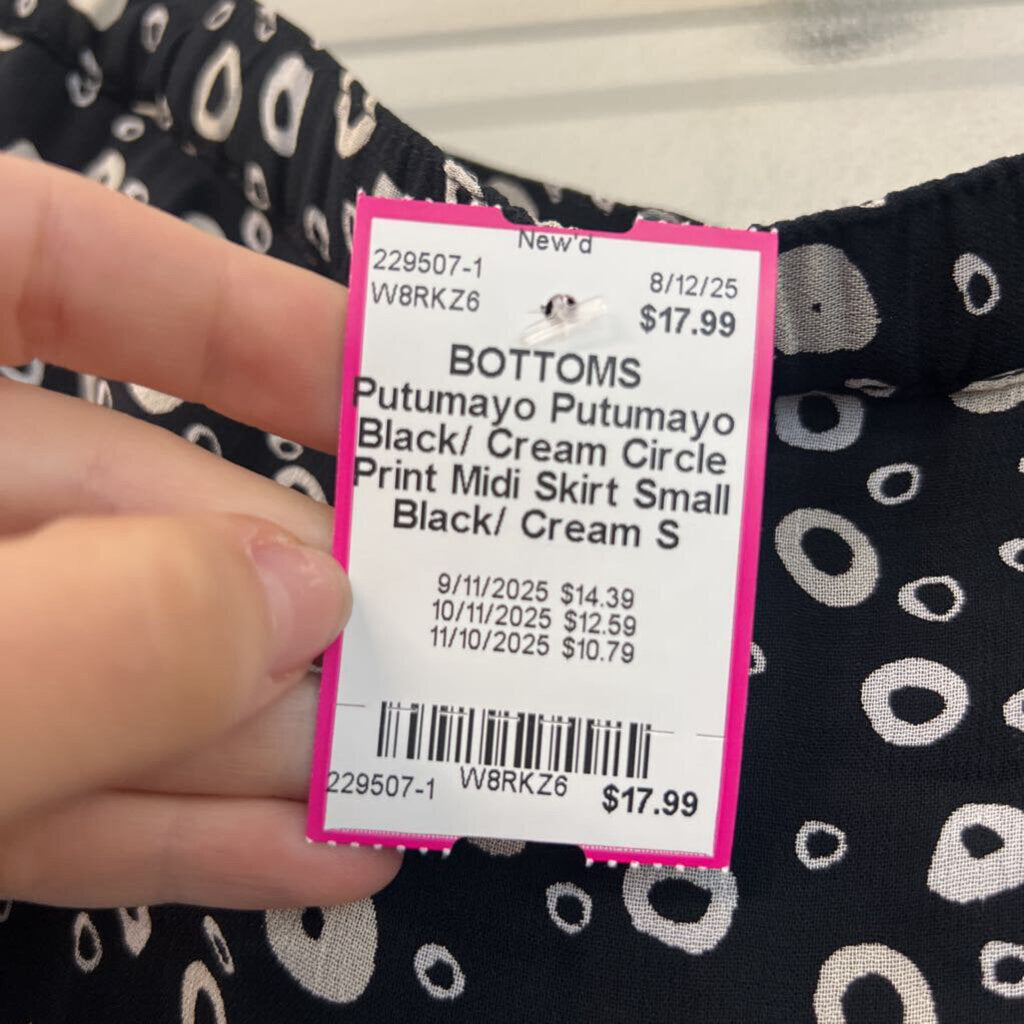 New'd
229507-1
8/12/25
W8RKZ6
$17.99
BOTTOMS
Putumayo Putumayo
Black/ Cream Circle
Print Midi Skirt Small
Black/ Cream S
9/11/2025 $14.39
10/11/2025 $12.59
11/10/2025 $10.79
229507-1 W8RKZ6 $17.99